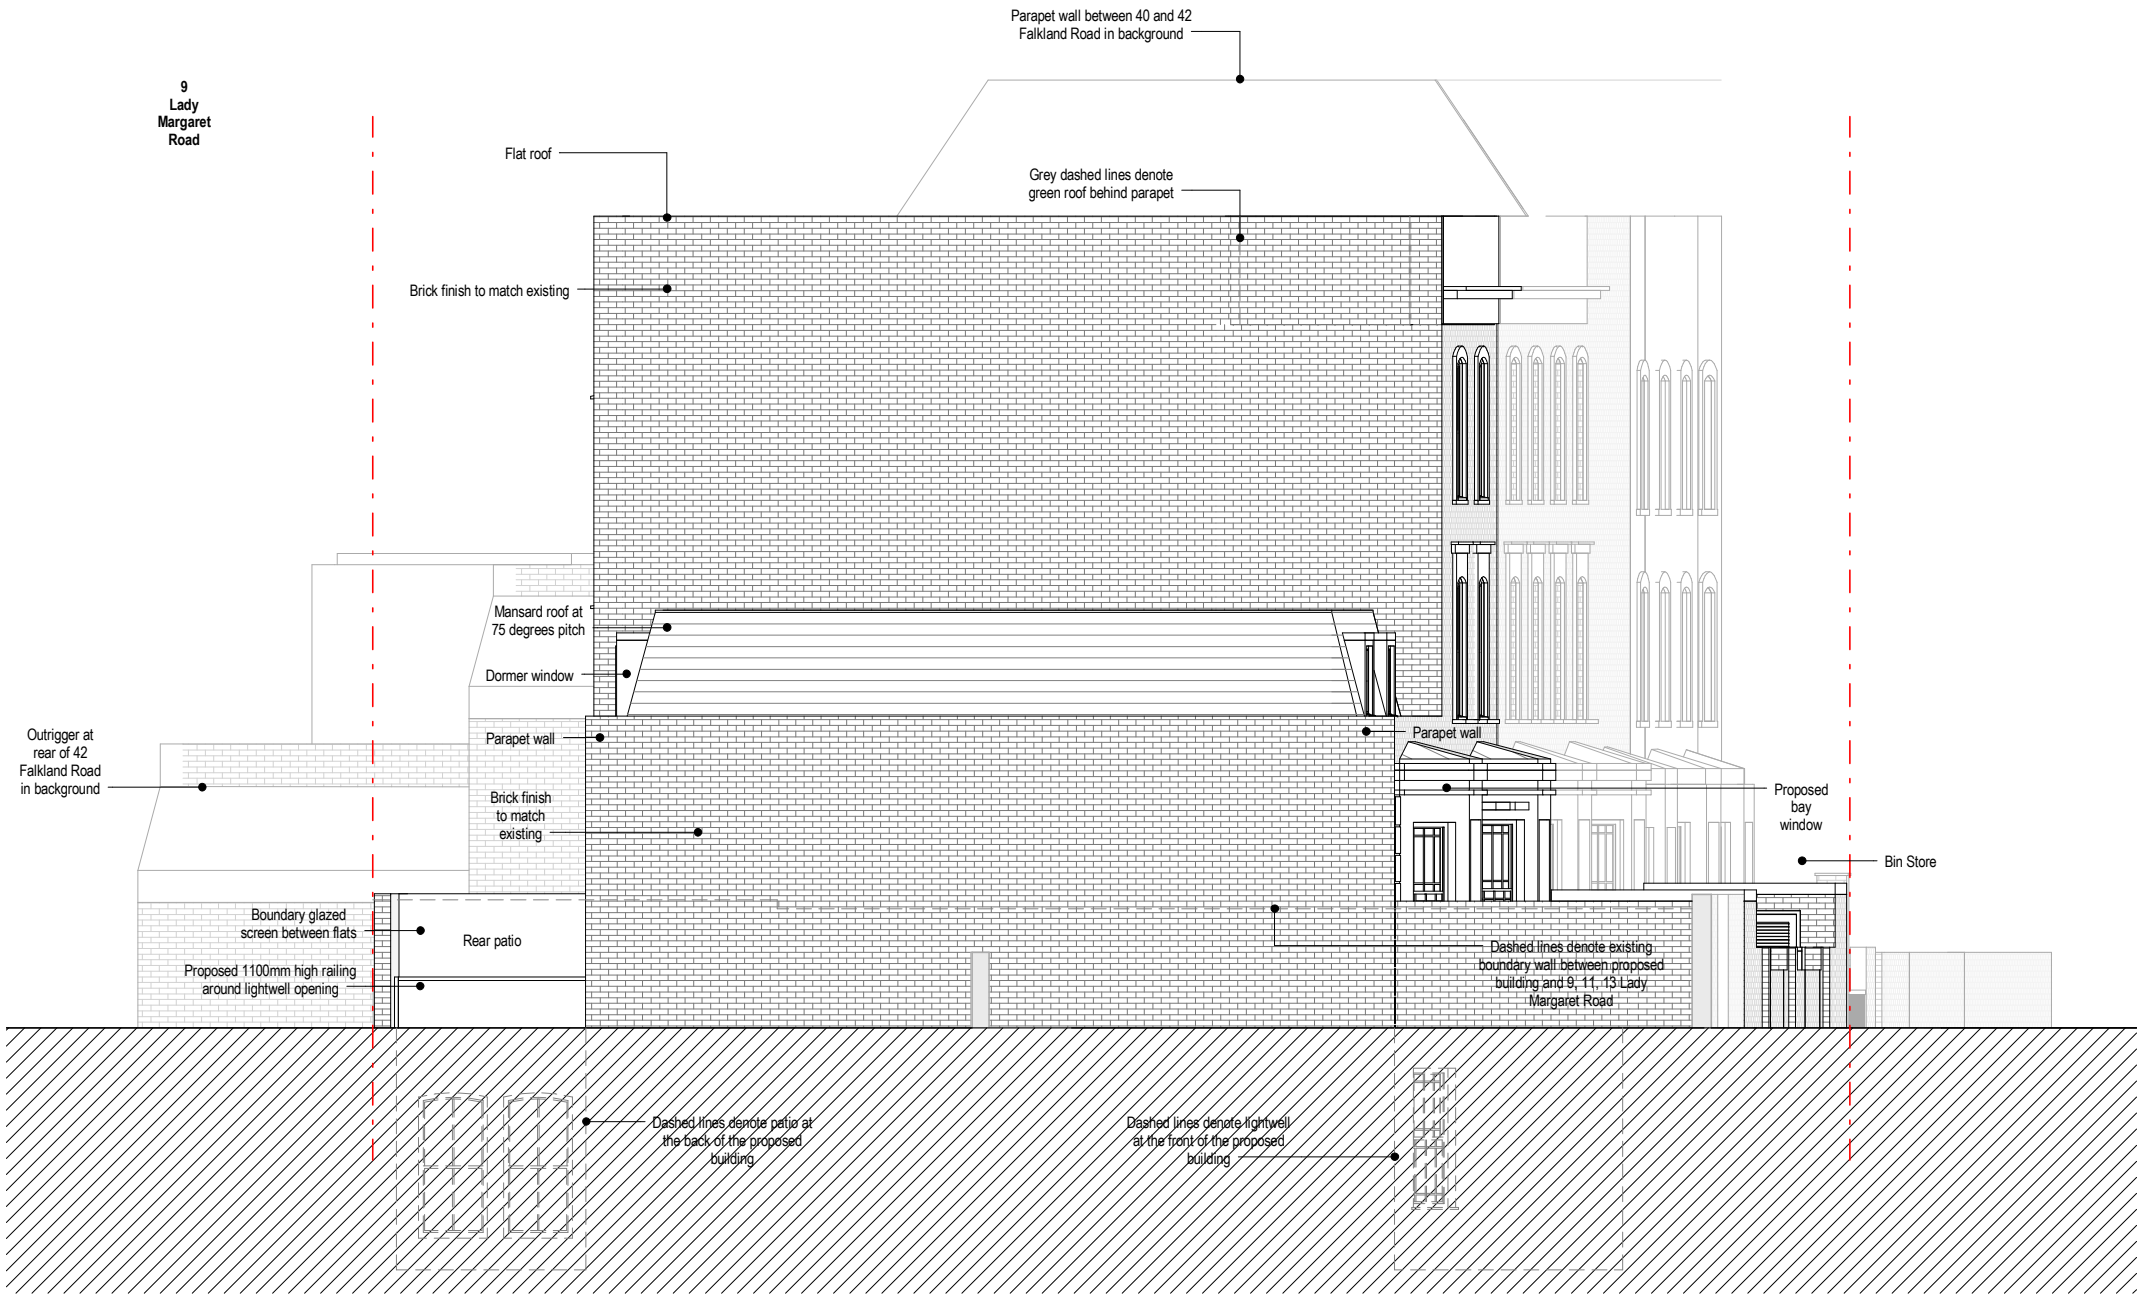 Parapet wall between 40 and 42
Falkland Road in background
9
Lady
Margaret
Road
Flat roof
Grey dashed lines denote
green roof behind parapet
Brick finish to match existing
Mansard roof at
75 degrees pitch
Dormer window
Outrigger at
rear of 42
Falkland Road
in background
Parapet wall
Parapet wall
Brick finish
to match
existing
Proposed
bay
window
Bin Store
Boundary glazed
screen between flats
Rear patio
Proposed 1100mm high railing
around lightwell opening
Dashed lines denote existing
boundary wall between proposed
building and 9, 11, 13 Lady
Margaret Road
Dashed lines denote patio at
the back of the proposed
building
Dashed lines denote lightwell
at the front of the proposed
building